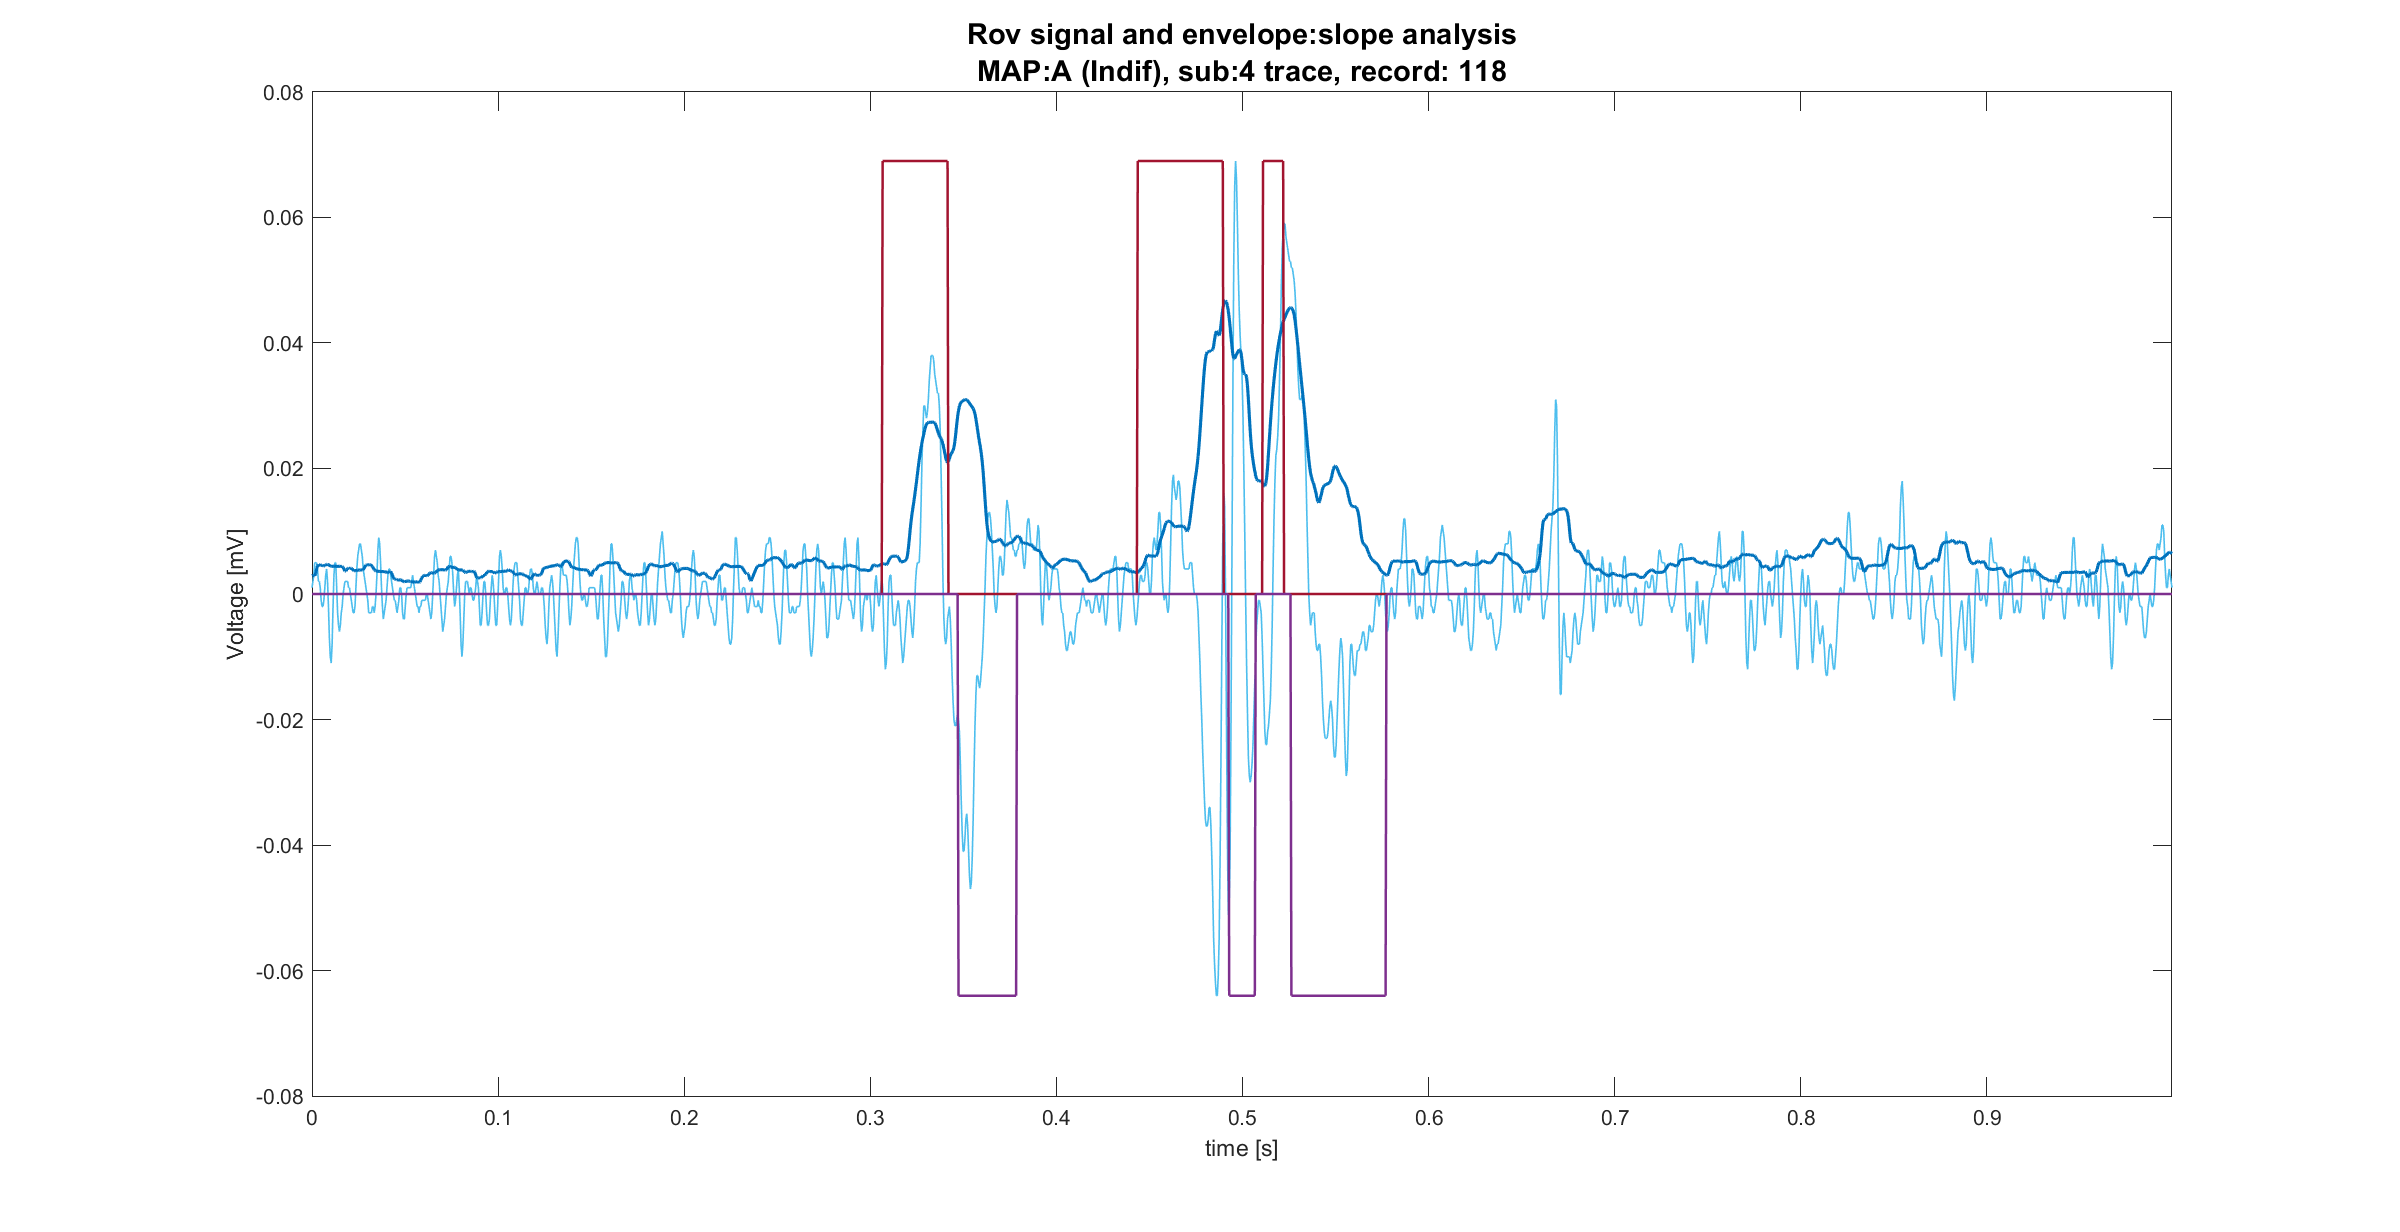 Rov signal and envelope:slope analysis
MAP:A (Indif), sub:4 trace, record: 118
0.08
0.06
0.04
0.02
0
-0.02
-0.04
-0.06
-0.08
Voltage [mV]
0 0.1 0.2 0.3 0.4 0.5 0.6 0.7 0.8 0.9
time [s]